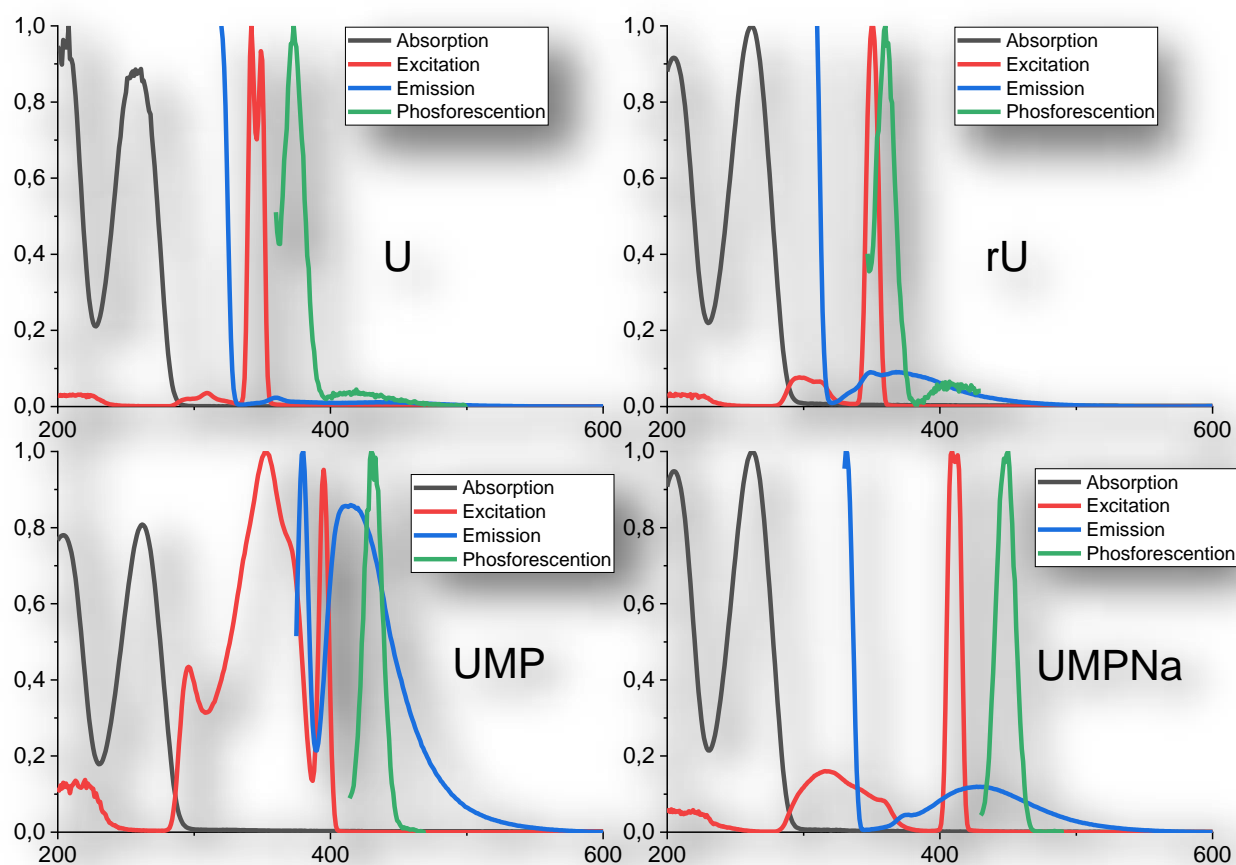 1,0
0,8
0,6
0,4
0,2
0,0
200
400
600
Absorption
Excitation
Emission
Phosforescention
U
1,0
0,8
0,6
0,4
0,2
0,0
200
400
600
Absorption
Excitation
Emission
Phosforescention
rU
1,0
0,8
0,6
0,4
0,2
0,0
200
400
600
Absorption
Excitation
Emission
Phosforescention
UMP
1,0
0,8
0,6
0,4
0,2
0,0
200
400
600
Absorption
Excitation
Emission
Phosforescention
UMPNa